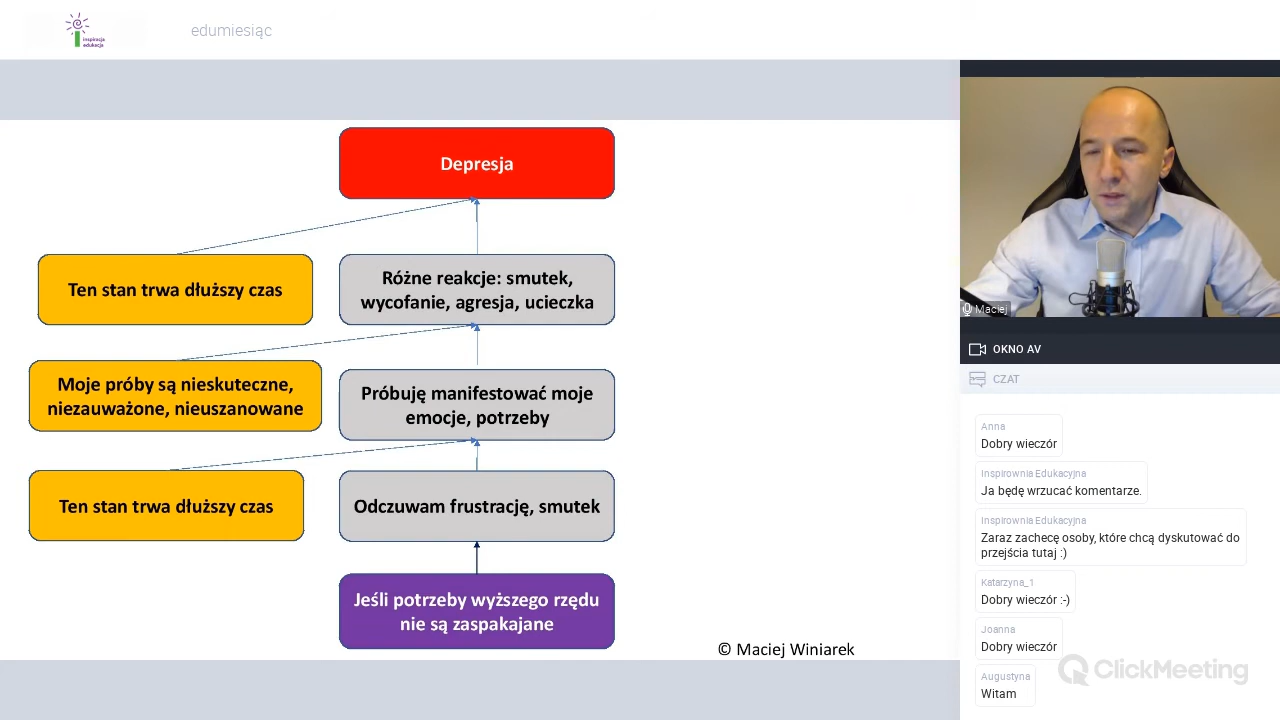 inspiracja
edukacja
edumiesiąc
Depresja
Ten stan trwa dłuższy czas
Różne reakcje: smutek,
wycofanie, agresja, ucieczka
Moje próby są nieskuteczne,
niezauważone, nieuszanowane
Próbuję manifestować moje
emocje, potrzeby
Ten stan trwa dłuższy czas
Odczuwam frustrację, smutek
Jeśli potrzeby wyższego rzędu
nie są zaspakajane
© Maciej Winiarek
Maciej
OKNO AV
CZAT
Anna
Dobry wieczór
Inspirownia Edukacyjna
Ja będę wrzucać komentarze.
Inspirownia Edukacyjna
Zaraz zachecę osoby, które chcą dyskutować do
przejścia tutaj :)
Katarzyna_1
Dobry wieczór :-)
Joanna
Dobry wieczór
Augustyna
Witam
ClickMeeting